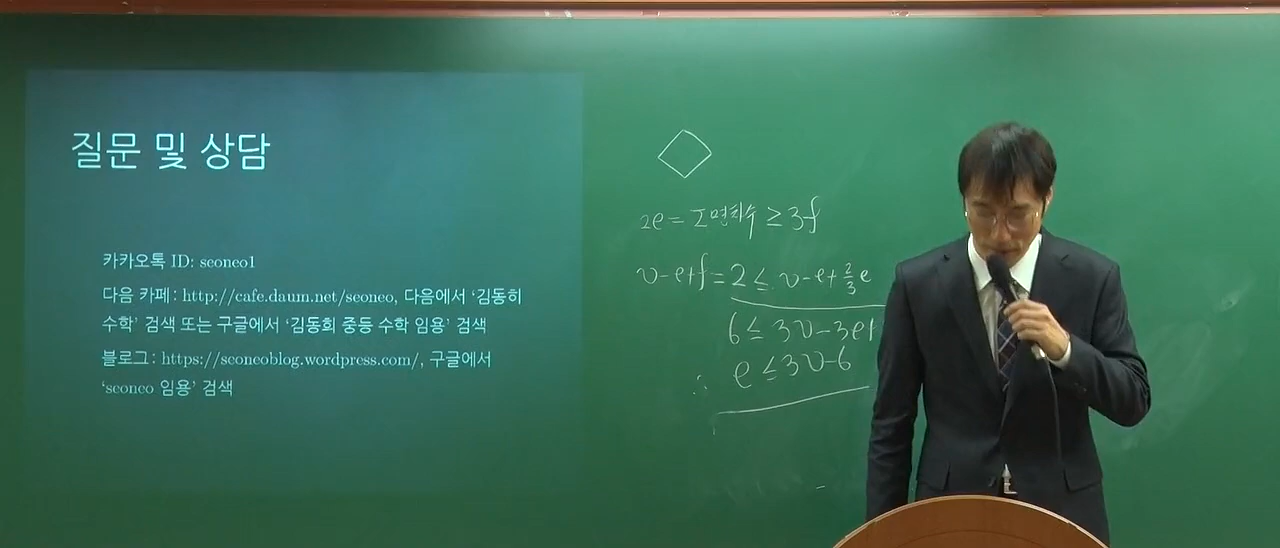 질문 및 상담
카카오톡 ID: seoneo1
다음 카페: http://cafe.daum.net/seoneo, 다음에서 ‘김동희
수학’ 검색 또는 구글에서 ‘김동희 중등 수학 임용’ 검색
블로그: https://seoneoblog.wordpress.com/, 구글에서
‘seoneo 임용’ 검색
2e = Σ면차수 ≥ 3f
v-e+f = 2 ≤ v-e+⅔e
6 ≤ 3v-3e+
∴ e ≤ 3v-6